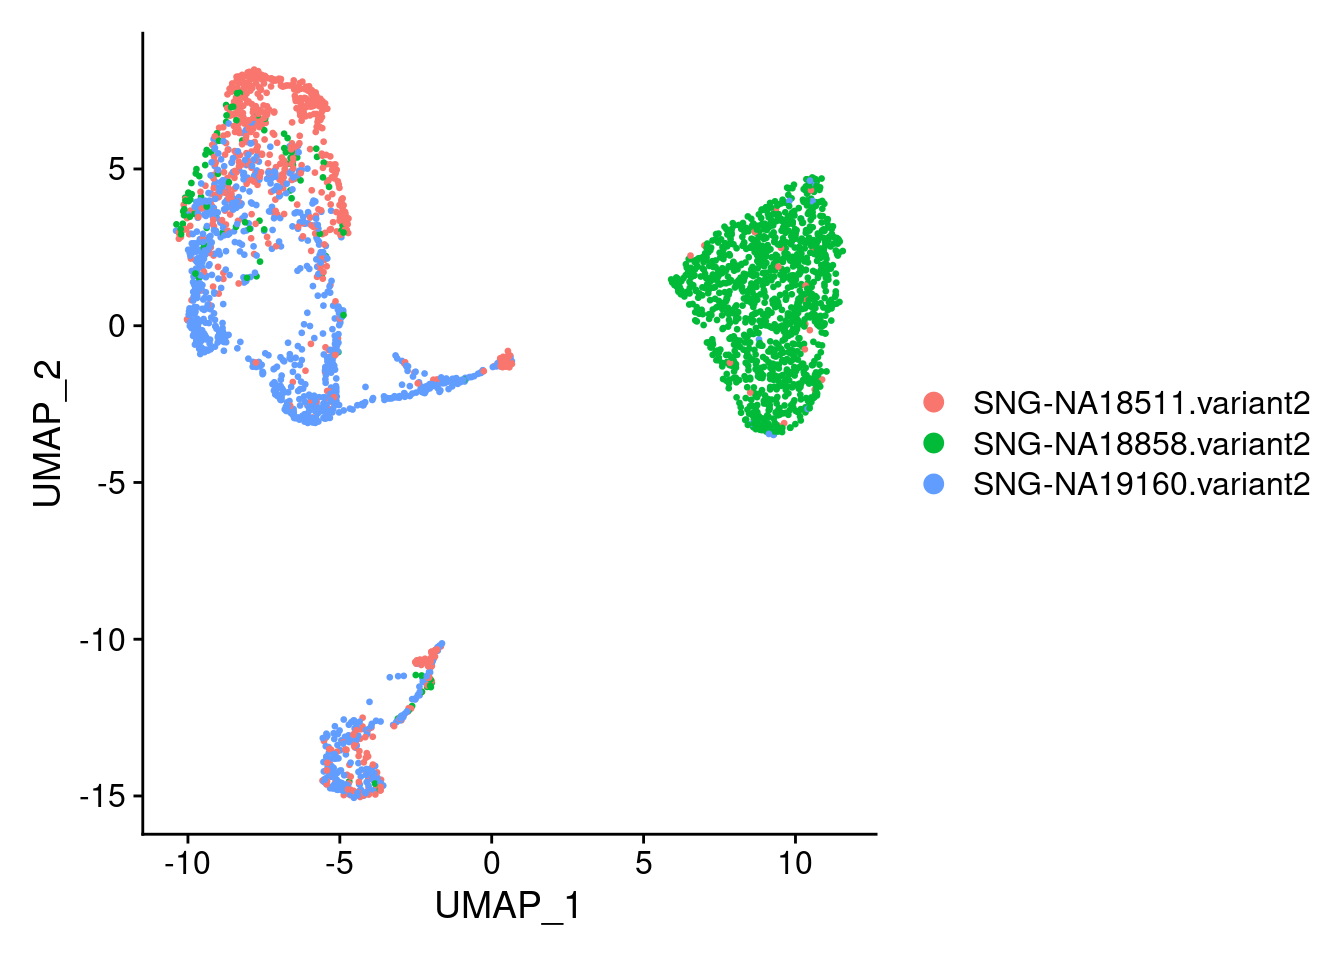 5
0
-5
-10
-15
UMAP_2
-10 -5 0 5 10
UMAP_1
SNG-NA18511.variant2
SNG-NA18858.variant2
SNG-NA19160.variant2